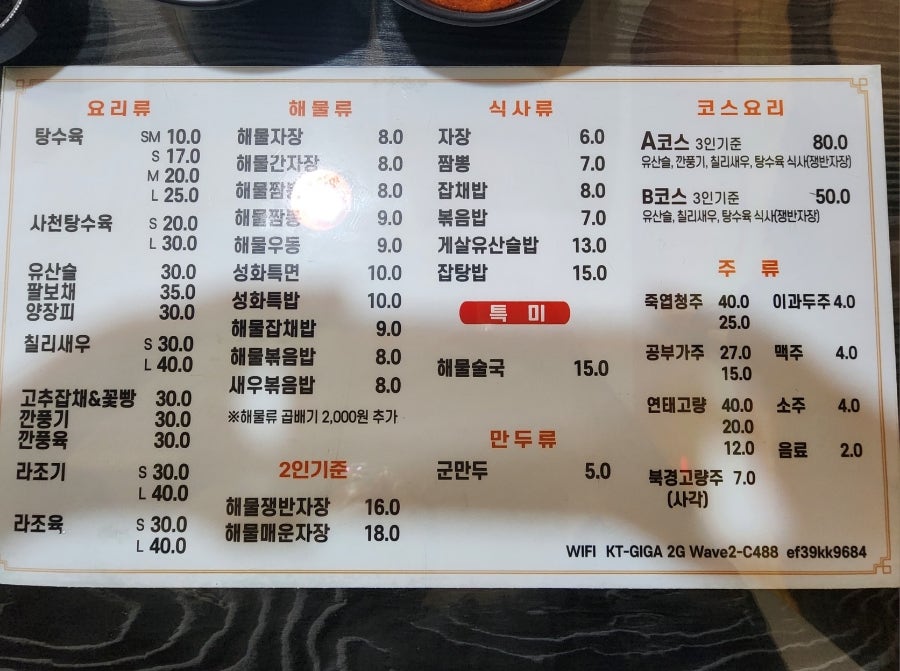 요리류
탕수육 SM 10.0
S 17.0
M 20.0
L 25.0
사천탕수육 S 20.0
L 30.0
유산슬 30.0
팔보채 35.0
양장피 30.0
칠리새우 S 30.0
L 40.0
고추잡채&꽃빵 30.0
깐풍기 30.0
깐풍육 30.0
라조기 S 30.0
L 40.0
라조육 S 30.0
L 40.0
해물류
해물자장 8.0
해물간자장 8.0
해물짬뽕 8.0
해물짬뽕 9.0
해물우동 9.0
성화특면 10.0
성화특밥 10.0
해물잡채밥 9.0
해물볶음밥 8.0
새우볶음밥 8.0
※해물류 곱배기 2,000원 추가
2인기준
해물쟁반자장 16.0
해물매운자장 18.0
식사류
자장 6.0
짬뽕 7.0
잡채밥 8.0
볶음밥 7.0
게살유산슬밥 13.0
잡탕밥 15.0
특 미
해물술국 15.0
만두류
군만두 5.0
코스요리
A코스 3인기준 80.0
유산슬, 깐풍기, 칠리새우, 탕수육 식사(쟁반자장)
B코스 3인기준 50.0
유산슬, 칠리새우, 탕수육 식사(쟁반자장)
주 류
죽엽청주 40.0 이과두주 4.0
25.0
공부가주 27.0 맥주 4.0
15.0
연태고량 40.0 소주 4.0
20.0
12.0 음료 2.0
북경고량주 7.0
(사각)
WIFI KT-GIGA 2G Wave2-C488 ef39kk9684